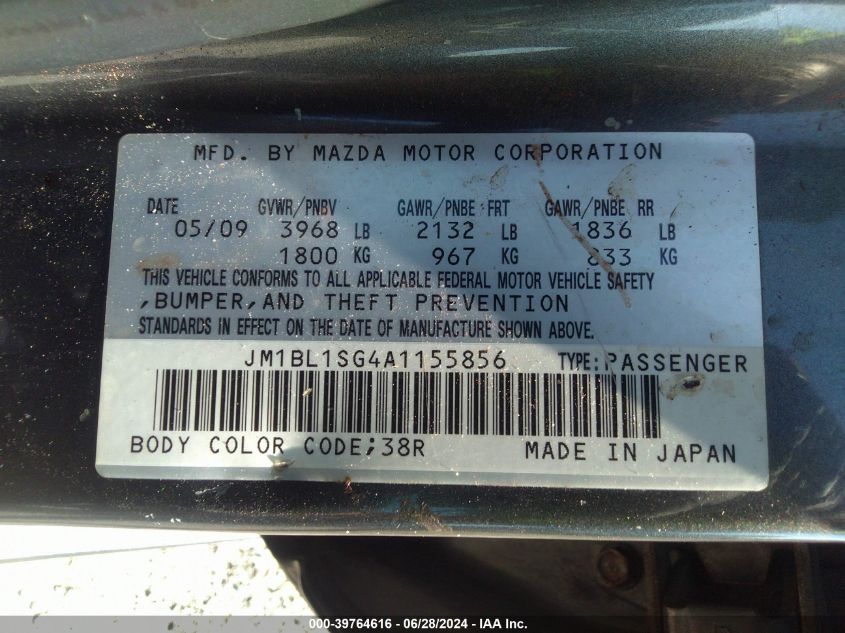 MFD. BY MAZDA MOTOR CORPORATION
DATE GVWR/PNBV GAWR/PNBE FRT GAWR/PNBE RR
05/09 3968 LB 2132 LB 1836 LB
1800 KG 967 KG 833 KG
THIS VEHICLE CONFORMS TO ALL APPLICABLE FEDERAL MOTOR VEHICLE SAFETY
,BUMPER,AND THEFT PREVENTION
STANDARDS IN EFFECT ON THE DATE OF MANUFACTURE SHOWN ABOVE.
JM1BL1SG4A1155856 TYPE:PASSENGER
BODY COLOR CODE;38R MADE IN JAPAN
000-39764616 - 06/28/2024 - IAA Inc.